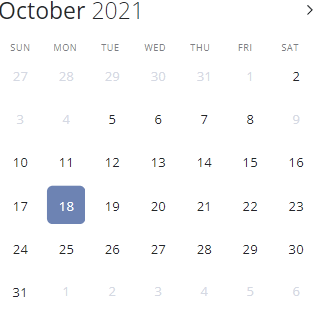 October 2021 >
SUN MON TUE WED THU FRI SAT
27 28 29 30 31 1 2
3 4 5 6 7 8 9
10 11 12 13 14 15 16
17 18 19 20 21 22 23
24 25 26 27 28 29 30
31 1 2 3 4 5 6